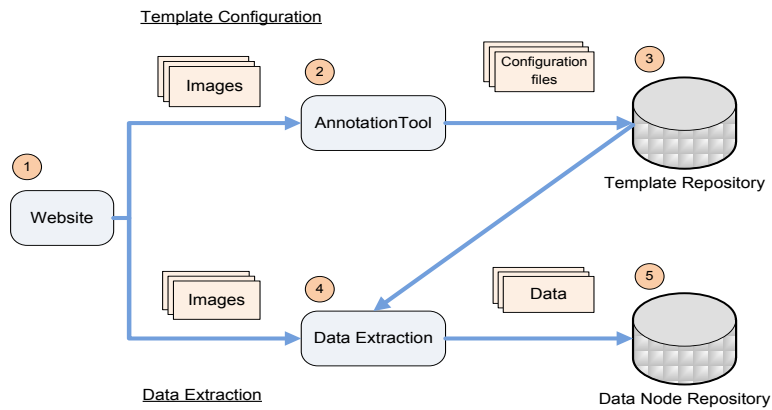 Template Configuration
Images
2
Configuration
files
3
AnnotationTool
Template Repository
1
Website
Images
4
Data
5
Data Extraction
Data Node Repository
Data Extraction